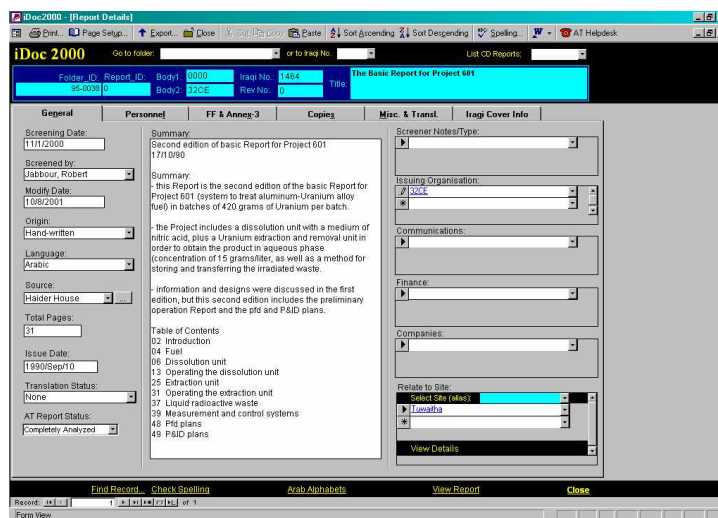 iDoc2000 - [Report Details]
Print... Page Setup... Export... Close Cut Copy Paste Sort Ascending Sort Descending Spelling... AT Helpdesk
iDoc 2000 Go to folder: or to Iraqi No.: List CD Reports:
Folder_ID: Report_ID: Body1: 0000 Iraqi No.: 1464 Title: The Basic Report for Project 601
95-0038 0 Body2: 32CE Rev No: 0
General Personnel FF & Annex-3 Copies Misc. & Transl. Iraqi Cover Info
Screening Date:
11/1/2000
Screened by:
Jabbour, Robert
Modify Date:
10/8/2001
Origin:
Hand-written
Language:
Arabic
Source:
Haider House ...
Total Pages:
31
Issue Date:
1990/Sep/10
Translation Status:
None
AT Report Status:
Completely Analyzed
Summary:
Second edition of basic Report for Project 601
17/10/90
Summary:
- this Report is the second edition of the basic Report for
Project 601 (system to treat aluminum-Uranium alloy
fuel) in batches of 420 grams of Uranium per batch.
- the Project includes a dissolution unit with a medium of
nitric acid, plus a Uranium extraction and removal unit in
order to obtain the product in aqueous phase
(concentration of 15 grams/liter, as well as a method for
storing and transferring the irradiated waste.
- information and designs were discussed in the first
edition, but this second edition includes the preliminary
operation Report and the pfd and P&ID plans.
Table of Contents
02 Introduction
04 Fuel
06 Dissolution unit
13 Operating the dissolution unit
25 Extraction unit
31 Operating the extraction unit
37 Liquid radioactive waste
39 Measurement and control systems
48 Pfd plans
49 P&ID plans
Screener Notes/Type:
Issuing Organisation:
32CE
Communications:
Finance:
Companies:
Relate to Site:
Select Site (alias):
Tuwaitha
View Details
Find Record... Check Spelling Arab Alphabets View Report Close
Record: 1 of 1
Form View